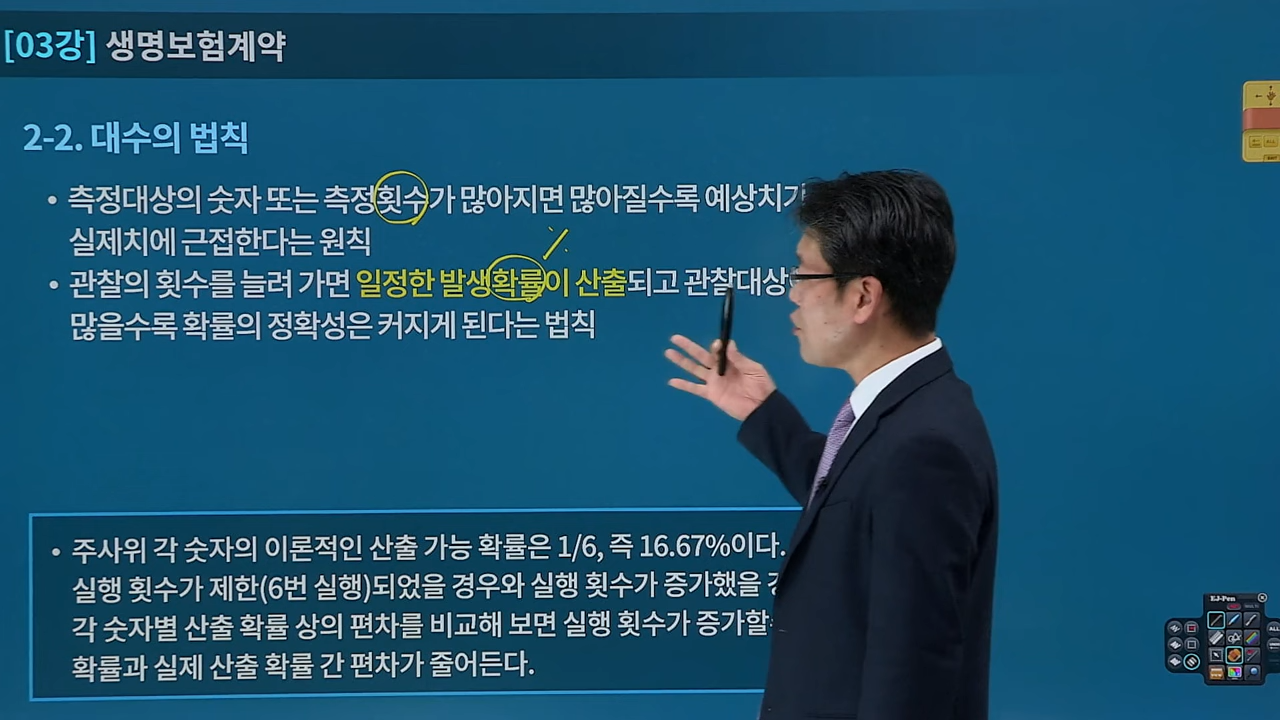 [03강] 생명보험계약
2-2. 대수의 법칙
• 측정대상의 숫자 또는 측정횟수가 많아지면 많아질수록 예상치가
실제치에 근접한다는 원칙
• 관찰의 횟수를 늘려 가면 일정한 발생확률이 산출되고 관찰대상
많을수록 확률의 정확성은 커지게 된다는 법칙
• 주사위 각 숫자의 이론적인 산출 가능 확률은 1/6, 즉 16.67%이다.
실행 횟수가 제한(6번 실행)되었을 경우와 실행 횟수가 증가했을
각 숫자별 산출 확률 상의 편차를 비교해 보면 실행 횟수가 증가할
확률과 실제 산출 확률 간 편차가 줄어든다.
EJ-Pen